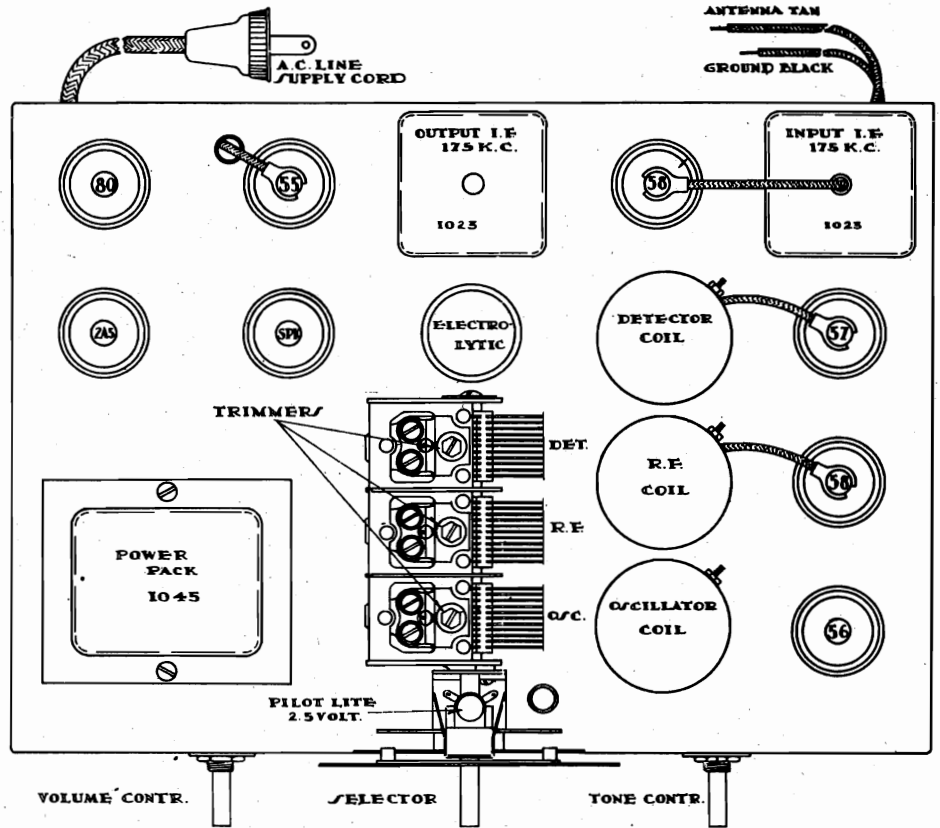 ANTENNA TAN
GROUND BLACK
A.C. LINE
SUPPLY CORD
80
55
OUTPUT I.F.
175 K.C.
1023
58
INPUT I.F.
175 K.C.
1023
2A5
SPK
ELECTRO-
LYTIC
DETECTOR
COIL
57
TRIMMERS
DET.
R.F.
COIL
58
R.F.
POWER
PACK
1045
OSC.
OSCILLATOR
COIL
56
PILOT LITE
2.5 VOLT.
VOLUME CONTR.
SELECTOR
TONE CONTR.